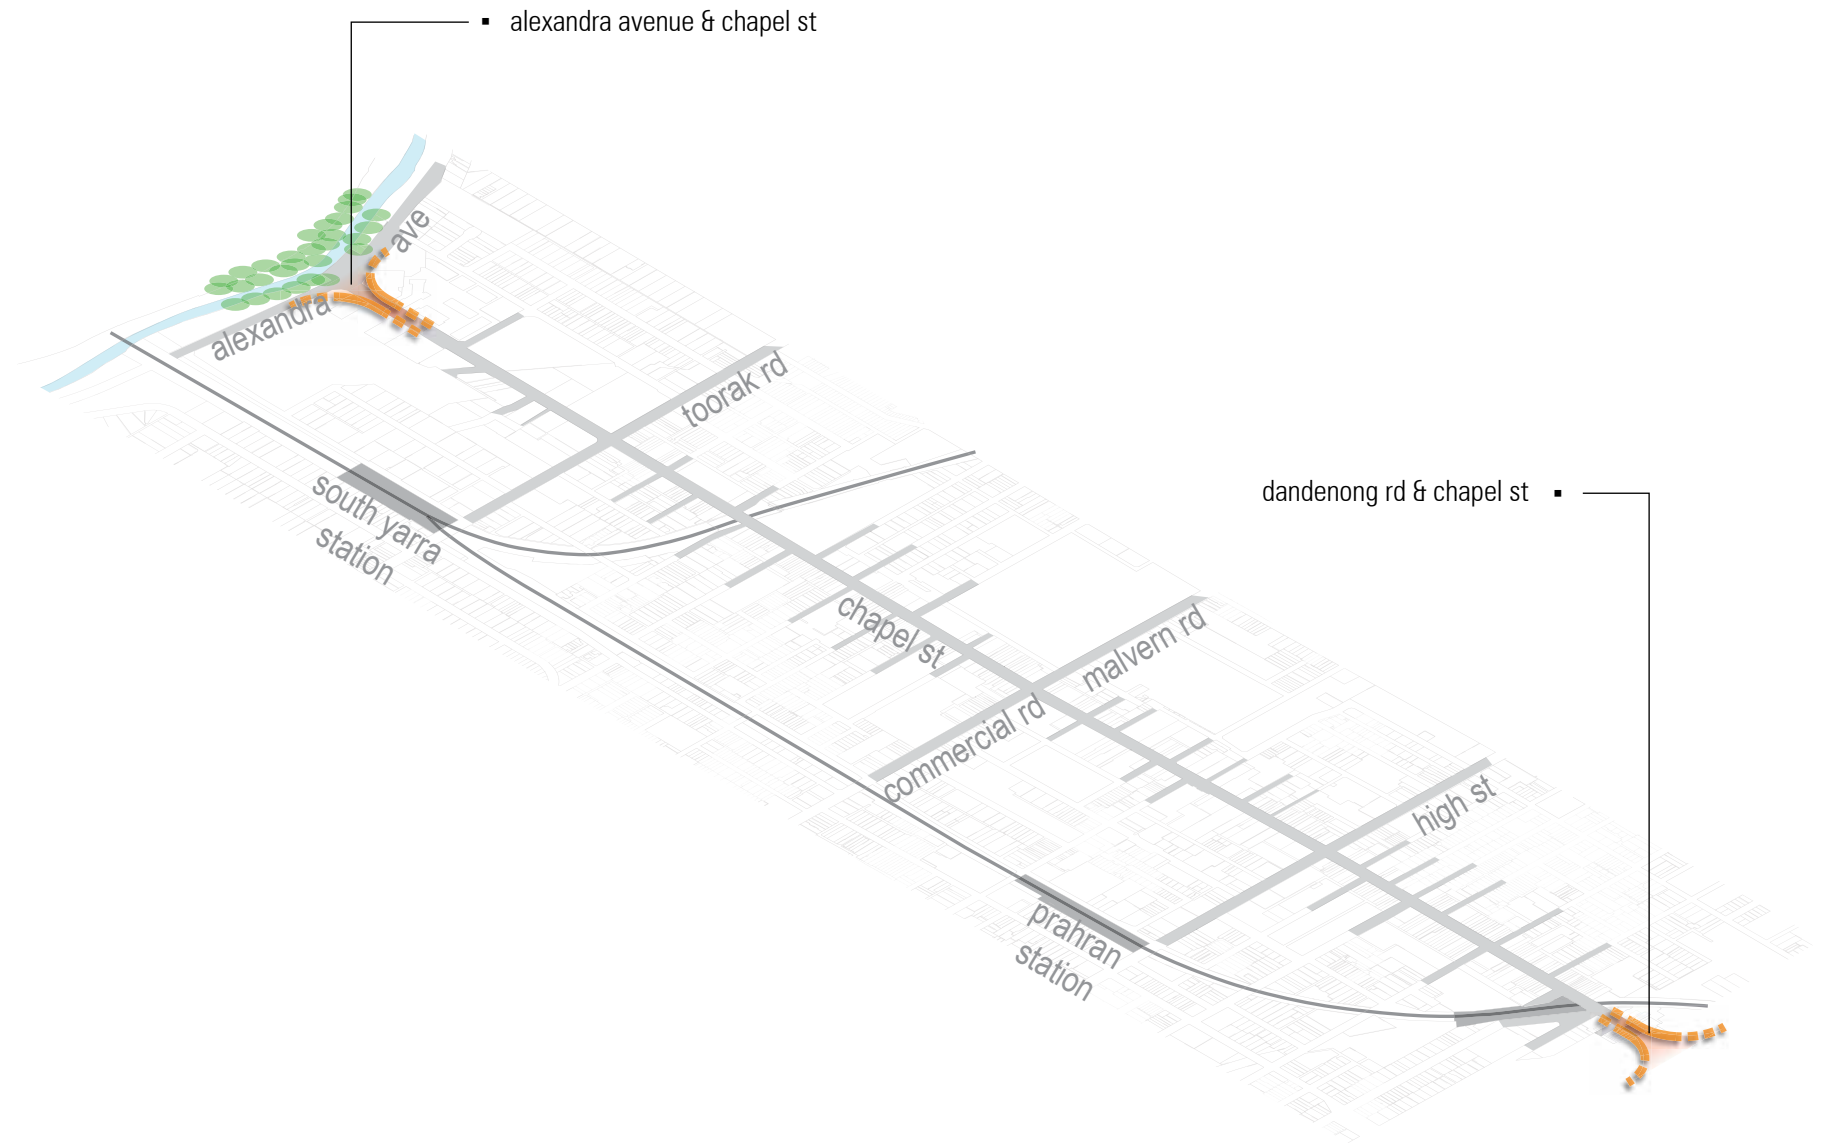 alexandra avenue & chapel st
ave
alexandra
toorak rd
south yarra
station
dandenong rd & chapel st
chapel st
malvern rd
commercial rd
high st
prahran
station